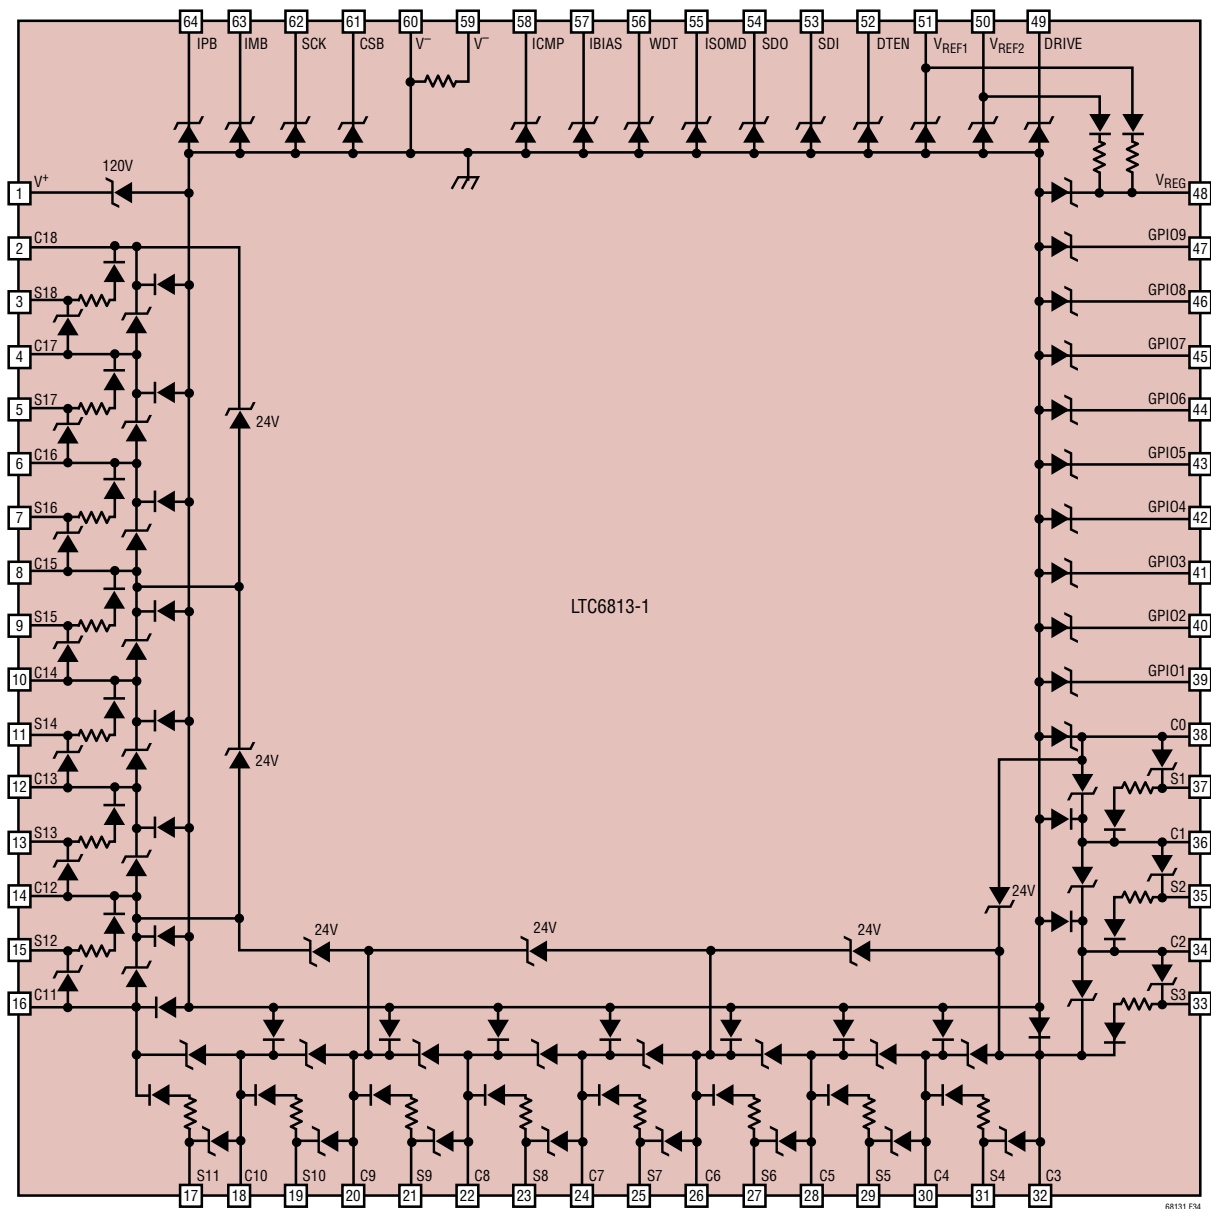 64 63 62 61 60 59 58 57 56 55 54 53 52 51 50 49
IPB IMB SCK CSB V– V– ICMP IBIAS WDT ISOMD SDO SDI DTEN VREF1 VREF2 DRIVE
120V
1 V+
VREG 48
2 C18
GPIO9 47
3 S18
GPIO8 46
4 C17
GPIO7 45
5 S17
GPIO6 44
24V
6 C16
GPIO5 43
7 S16
GPIO4 42
8 C15
GPIO3 41
LTC6813-1
9 S15
GPIO2 40
10 C14
GPIO1 39
11 S14
C0 38
24V
12 C13
S1 37
13 S13
C1 36
14 C12
S2 35
24V
24V 24V 24V
15 S12
C2 34
16 C11
S3 33
S11 C10 S10 C9 S9 C8 S8 C7 S7 C6 S6 C5 S5 C4 S4 C3
17 18 19 20 21 22 23 24 25 26 27 28 29 30 31 32
68131 F34